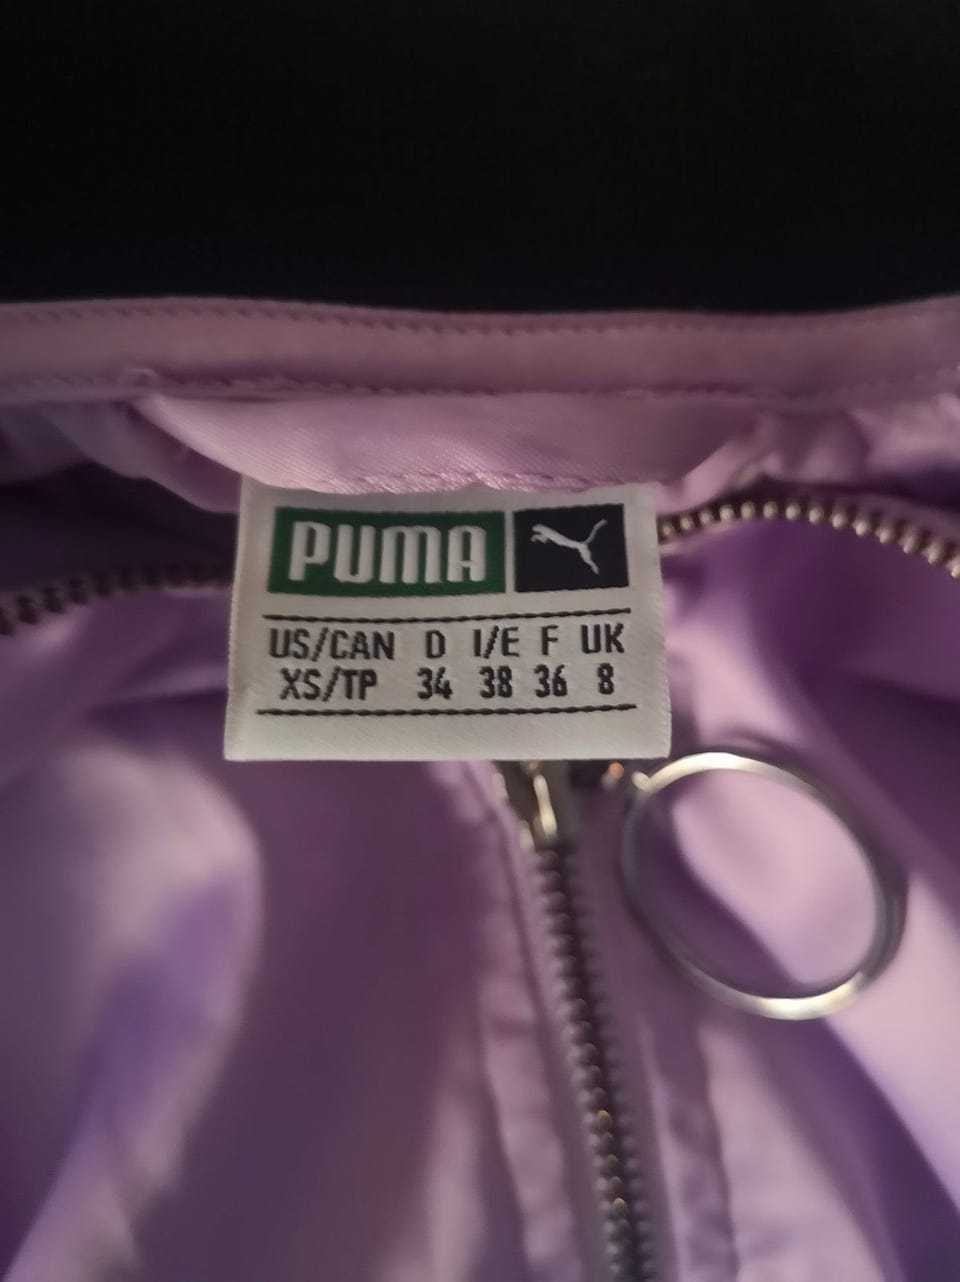 PUMA
US/CAN D I/E F UK
XS/TP 34 38 36 8